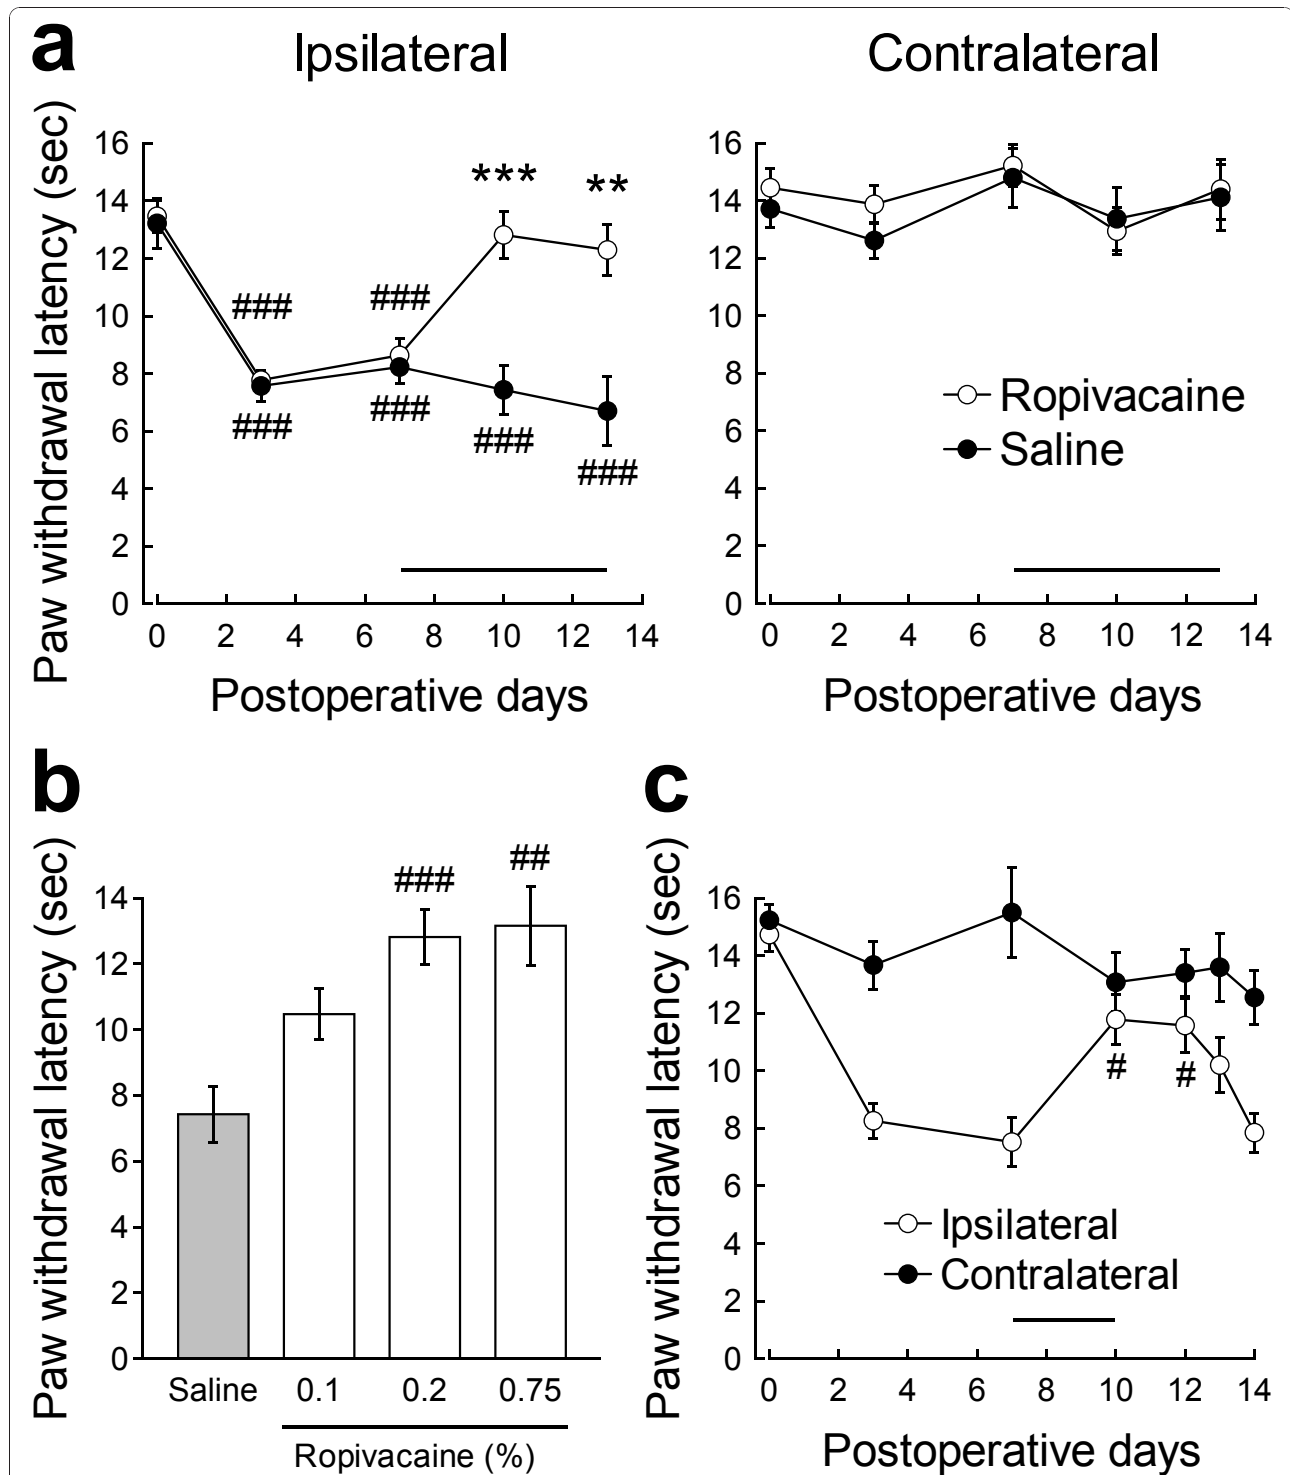 a
Ipsilateral
Contralateral
Paw withdrawal latency (sec)
16
14
12
10
8
6
4
2
0
0 2 4 6 8 10 12 14
***
**
###
###
###
###
###
###
Postoperative days
16
14
12
10
8
6
4
2
0
0 2 4 6 8 10 12 14
Ropivacaine
Saline
Postoperative days
b
Paw withdrawal latency (sec)
14
12
10
8
6
4
2
0
###
##
Saline 0.1 0.2 0.75
Ropivacaine (%)
c
Paw withdrawal latency (sec)
16
14
12
10
8
6
4
2
0
0 2 4 6 8 10 12 14
# #
Ipsilateral
Contralateral
Postoperative days